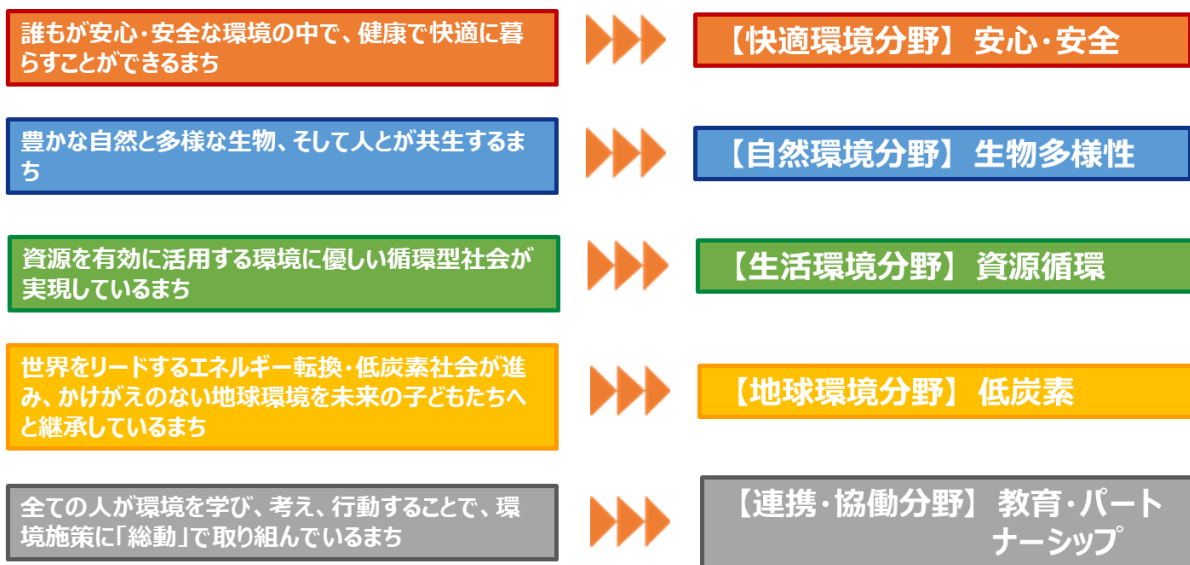 誰もが安心・安全な環境の中で、健康で快適に暮
らすことができるまち
【快適環境分野】安心・安全
豊かな自然と多様な生物、そして人とが共生するま
ち
【自然環境分野】生物多様性
資源を有効に活用する環境に優しい循環型社会が
実現しているまち
【生活環境分野】資源循環
世界をリードするエネルギー転換・低炭素社会が進
み、かけがえのない地球環境を未来の子どもたちへ
と継承しているまち
【地球環境分野】低炭素
全ての人が環境を学び、考え、行動することで、環
境施策に「総動」で取り組んでいるまち
【連携・協働分野】教育・パート
ナーシップ